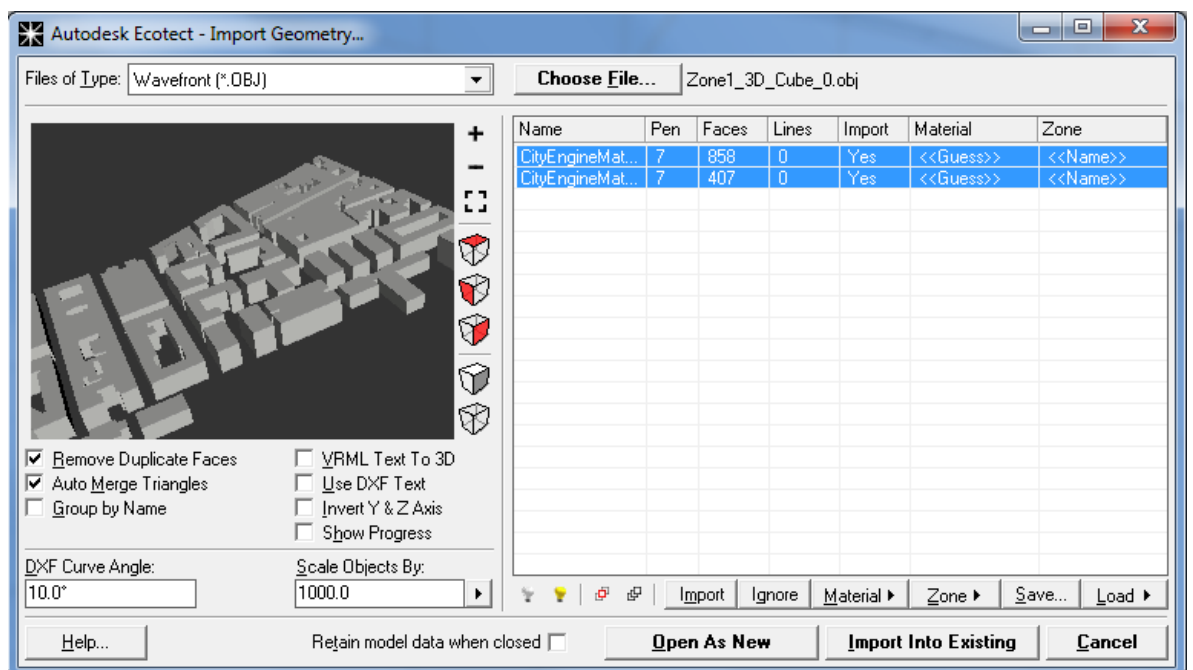 Autodesk Ecotect - Import Geometry...
Files of Type: Wavefront (*.OBJ) Choose File... Zone1_3D_Cube_0.obj
Name Pen Faces Lines Import Material Zone
CityEngineMat... 7 858 0 Yes <<Guess>> <<Name>>
CityEngineMat... 7 407 0 Yes <<Guess>> <<Name>>
Remove Duplicate Faces VRML Text To 3D
Auto Merge Triangles Use DXF Text
Group by Name Invert Y & Z Axis
Show Progress
DXF Curve Angle: Scale Objects By:
10.0° 1000.0 Import Ignore Material Zone Save... Load
Help... Retain model data when closed Open As New Import Into Existing Cancel